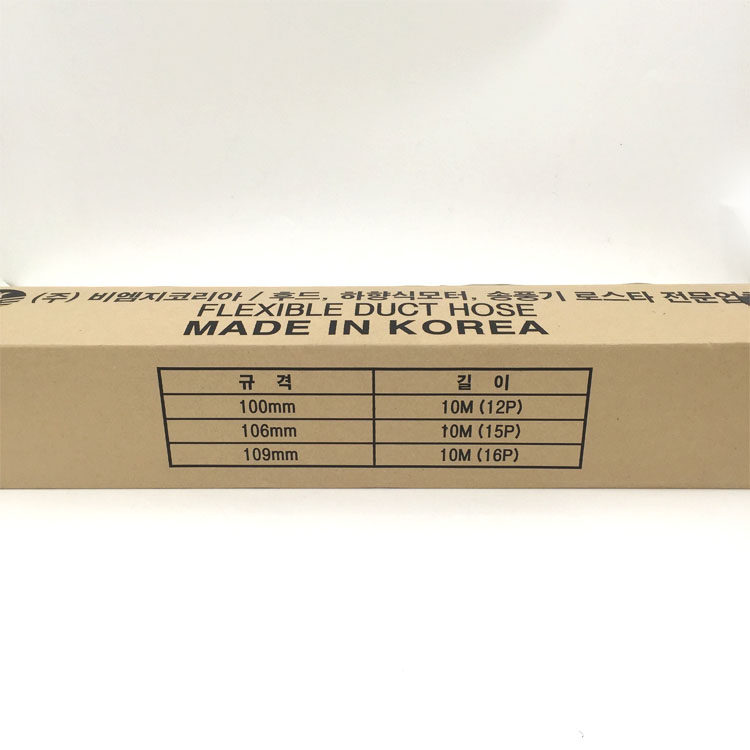 (주) 비엠지코리아 / 후드, 하향식모터, 송풍기 로스타 전문업
FLEXIBLE DUCT HOSE
MADE IN KOREA
규 격 길 이
100mm 10M (12P)
106mm 10M (15P)
109mm 10M (16P)